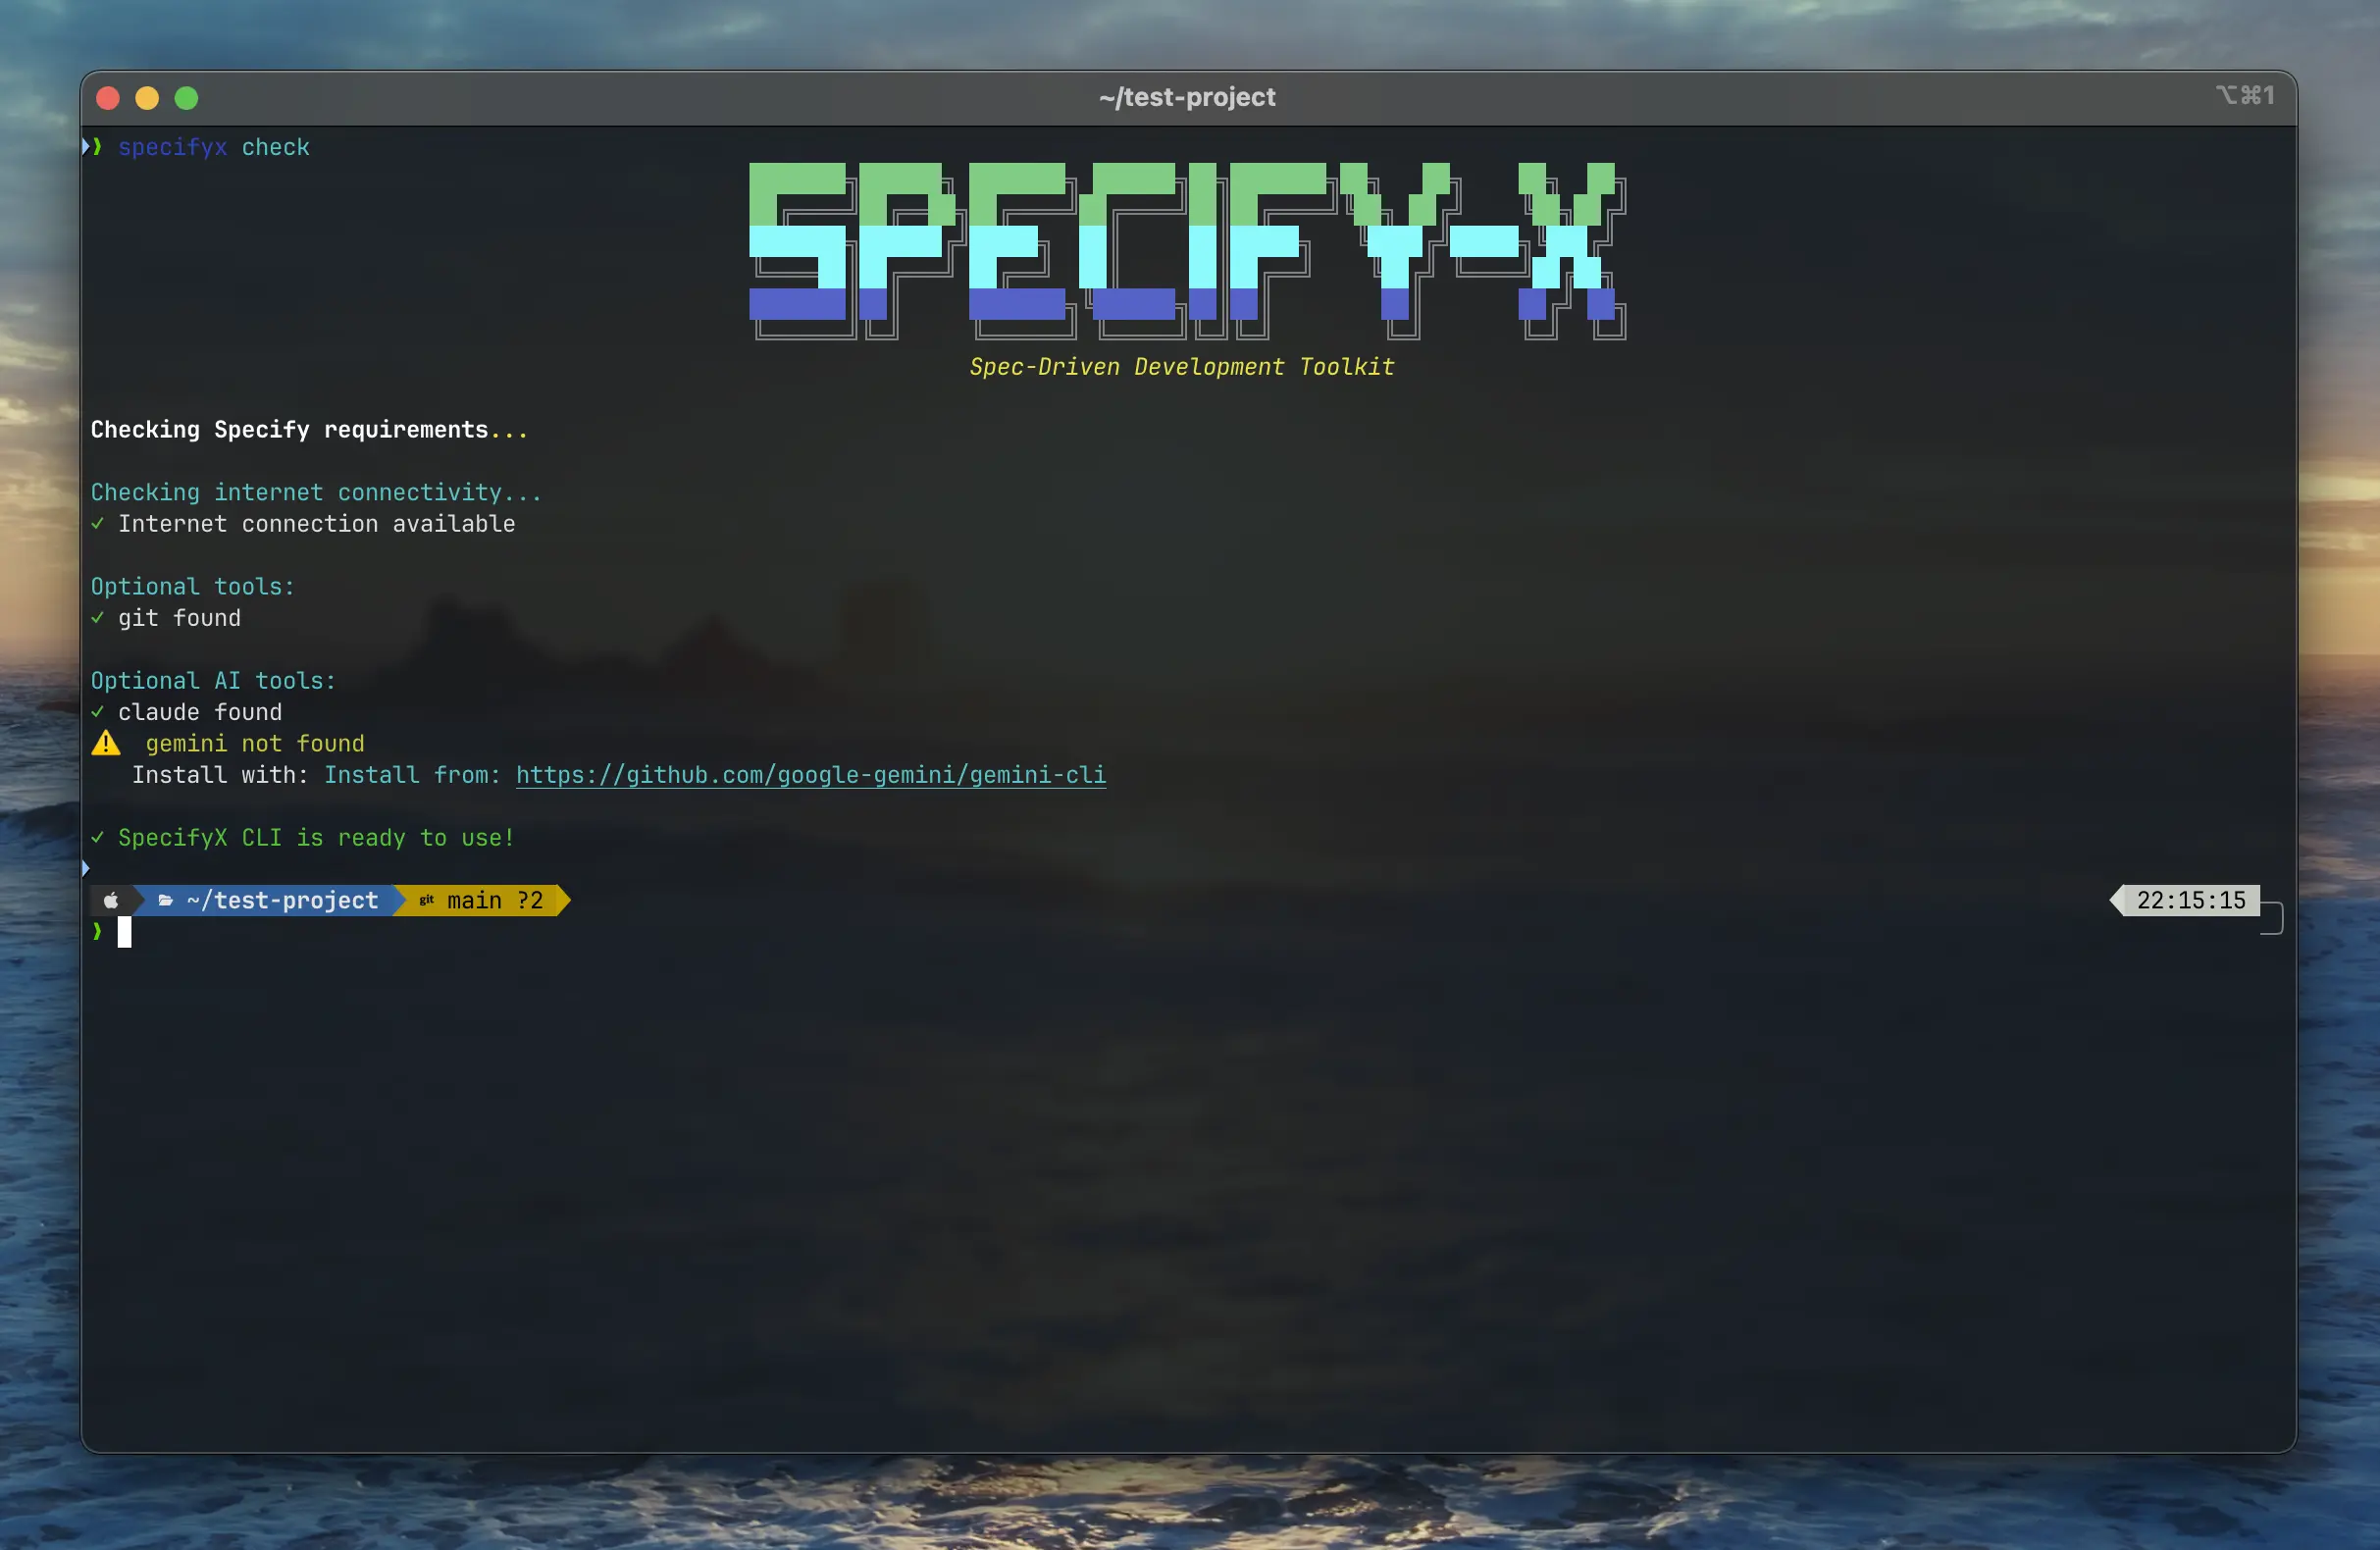 ~/test-project
⌥⌘1
❯ specifyx check
SPECIFY-X
Spec-Driven Development Toolkit
Checking Specify requirements...
Checking internet connectivity...
✓ Internet connection available
Optional tools:
✓ git found
Optional AI tools:
✓ claude found
⚠️ gemini not found
Install with: Install from: https://github.com/google-gemini/gemini-cli
✓ SpecifyX CLI is ready to use!
~/test-project git main ?2 22:15:15
❯